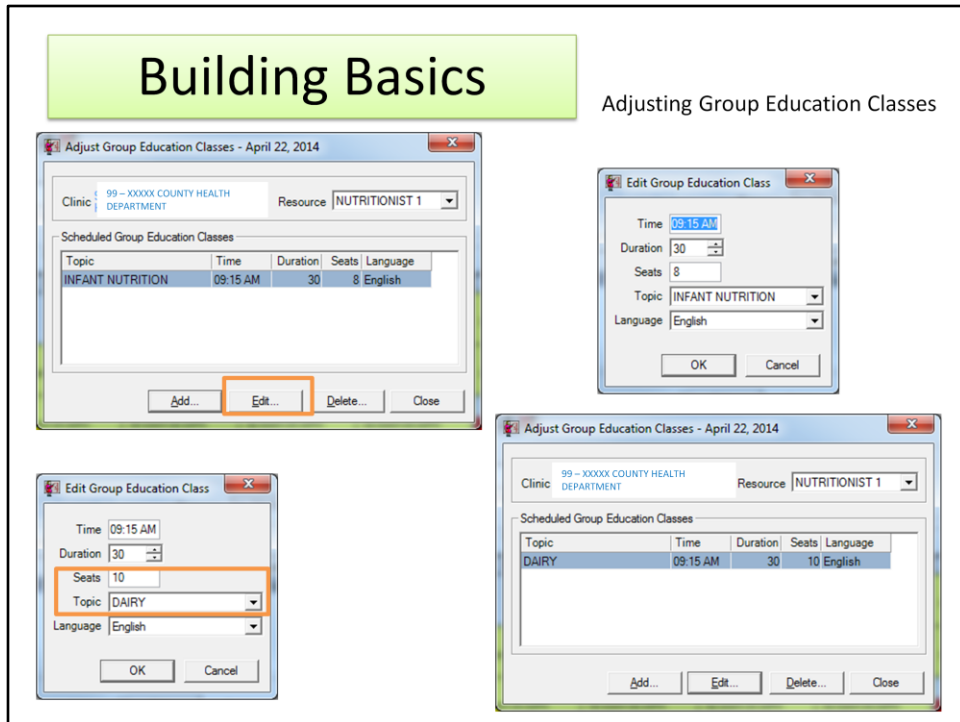 Building Basics
Adjusting Group Education Classes
Adjust Group Education Classes - April 22, 2014
Clinic 99 – XXXXX COUNTY HEALTH DEPARTMENT Resource NUTRITIONIST 1
Scheduled Group Education Classes
Topic Time Duration Seats Language
INFANT NUTRITION 09:15 AM 30 8 English
Add... Edit... Delete... Close
Edit Group Education Class
Time 09:15 AM
Duration 30
Seats 8
Topic INFANT NUTRITION
Language English
OK Cancel
Edit Group Education Class
Time 09:15 AM
Duration 30
Seats 10
Topic DAIRY
Language English
OK Cancel
Adjust Group Education Classes - April 22, 2014
Clinic 99 – XXXXX COUNTY HEALTH DEPARTMENT Resource NUTRITIONIST 1
Scheduled Group Education Classes
Topic Time Duration Seats Language
DAIRY 09:15 AM 30 10 English
Add... Edit... Delete... Close